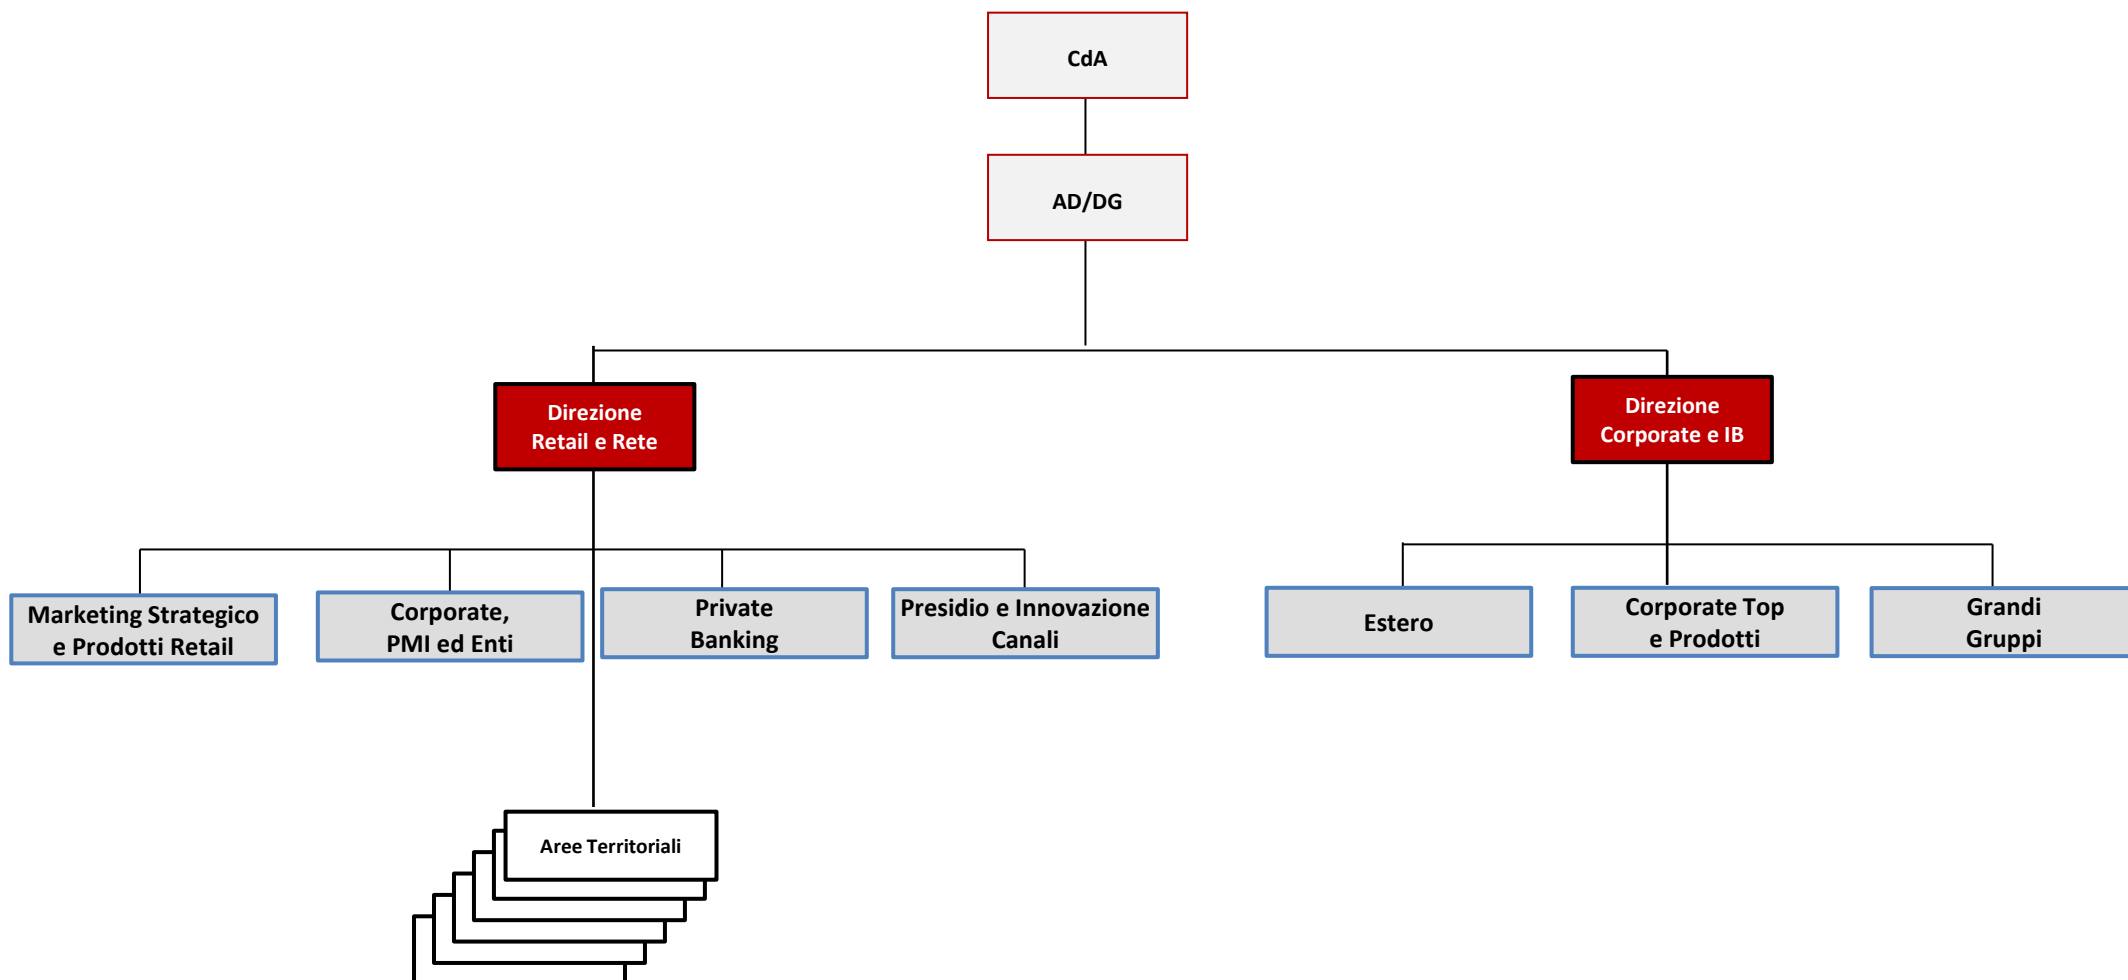 CdA
AD/DG
Direzione
Retail e Rete
Direzione
Corporate e IB
Marketing Strategico
e Prodotti Retail
Corporate,
PMI ed Enti
Private
Banking
Presidio e Innovazione
Canali
Estero
Corporate Top
e Prodotti
Grandi
Gruppi
Aree Territoriali